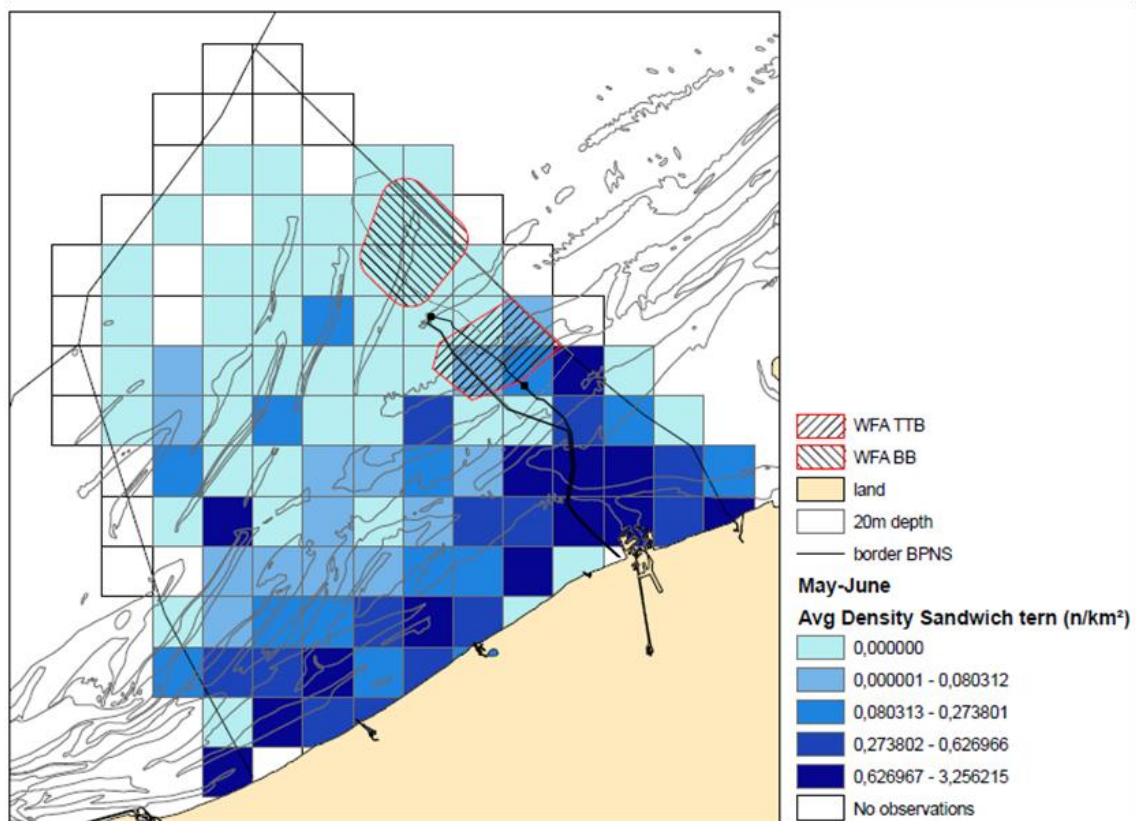 WFA TTB
WFA BB
land
20m depth
border BPNS
May-June
Avg Density Sandwich tern (n/km²)
0,000000
0,000001 - 0,080312
0,080313 - 0,273801
0,273802 - 0,626966
0,626967 - 3,256215
No observations